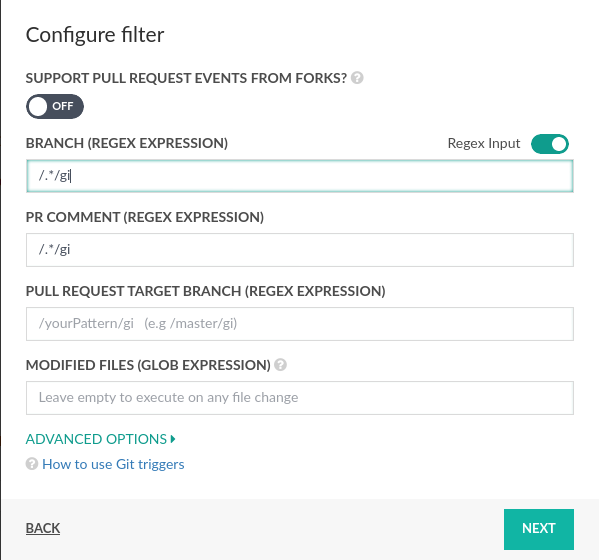 Configure filter
SUPPORT PULL REQUEST EVENTS FROM FORKS? ?
OFF
BRANCH (REGEX EXPRESSION) Regex Input
/.*/gi
PR COMMENT (REGEX EXPRESSION)
/.*/gi
PULL REQUEST TARGET BRANCH (REGEX EXPRESSION)
/yourPattern/gi (e.g /master/gi)
MODIFIED FILES (GLOB EXPRESSION) ?
Leave empty to execute on any file change
ADVANCED OPTIONS
? How to use Git triggers
BACK NEXT